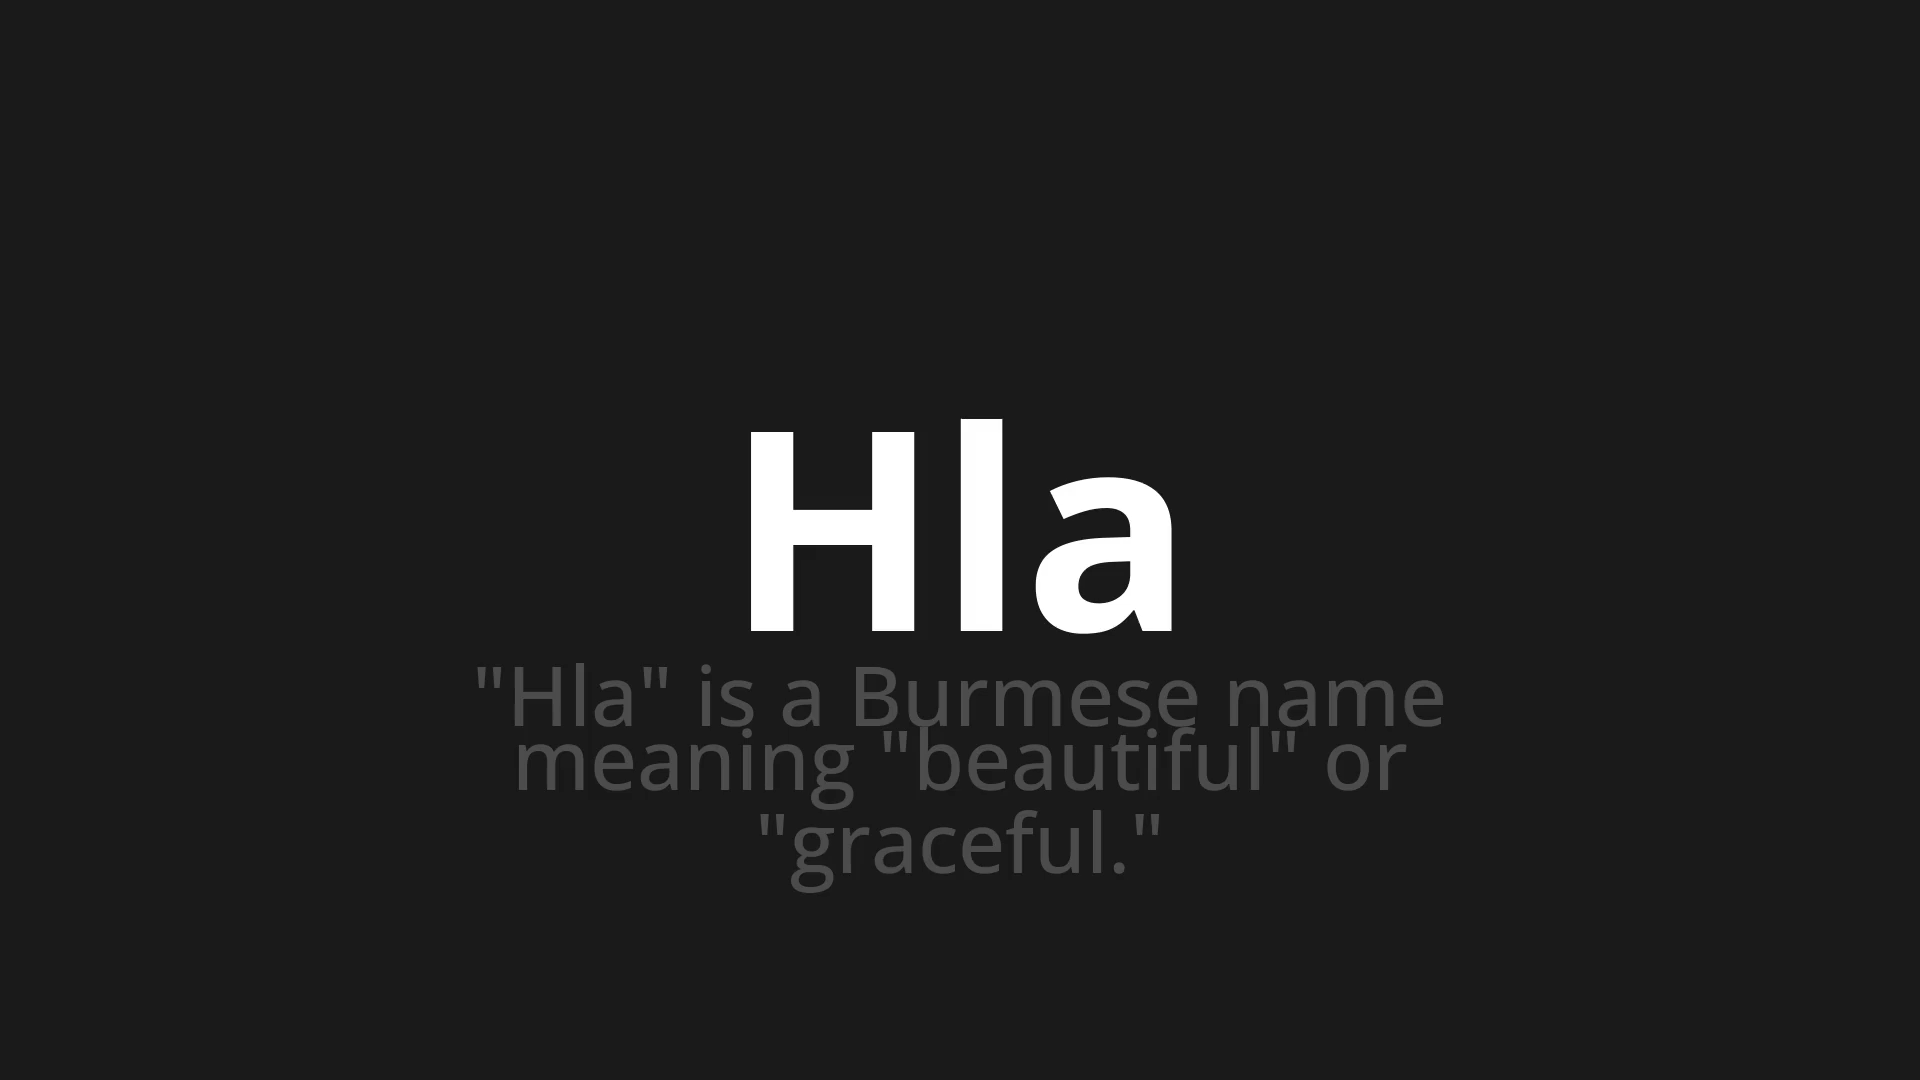 Hla
"Hla" is a Burmese name
meaning "beautiful" or
"graceful."